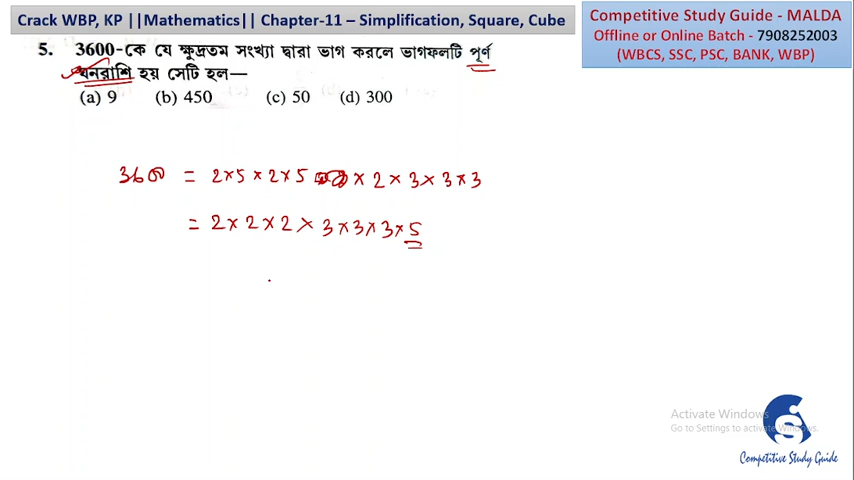 Crack WBP, KP ||Mathematics|| Chapter-11 – Simplification, Square, Cube
Competitive Study Guide - MALDA
Offline or Online Batch - 7908252003
(WBCS, SSC, PSC, BANK, WBP)
5. 3600-কে যে ক্ষুদ্রতম সংখ্যা দ্বারা ভাগ করলে ভাগফলটি পূর্ণ
ঘনরাশি হয় সেটি হল—
(a) 9 (b) 450 (c) 50 (d) 300
3600 = 2×5×2×5 × 2×3×3×3
= 2×2×2×3×3×3×5
Activate Windows
Go to Settings to activate Windows.
Competitive Study Guide